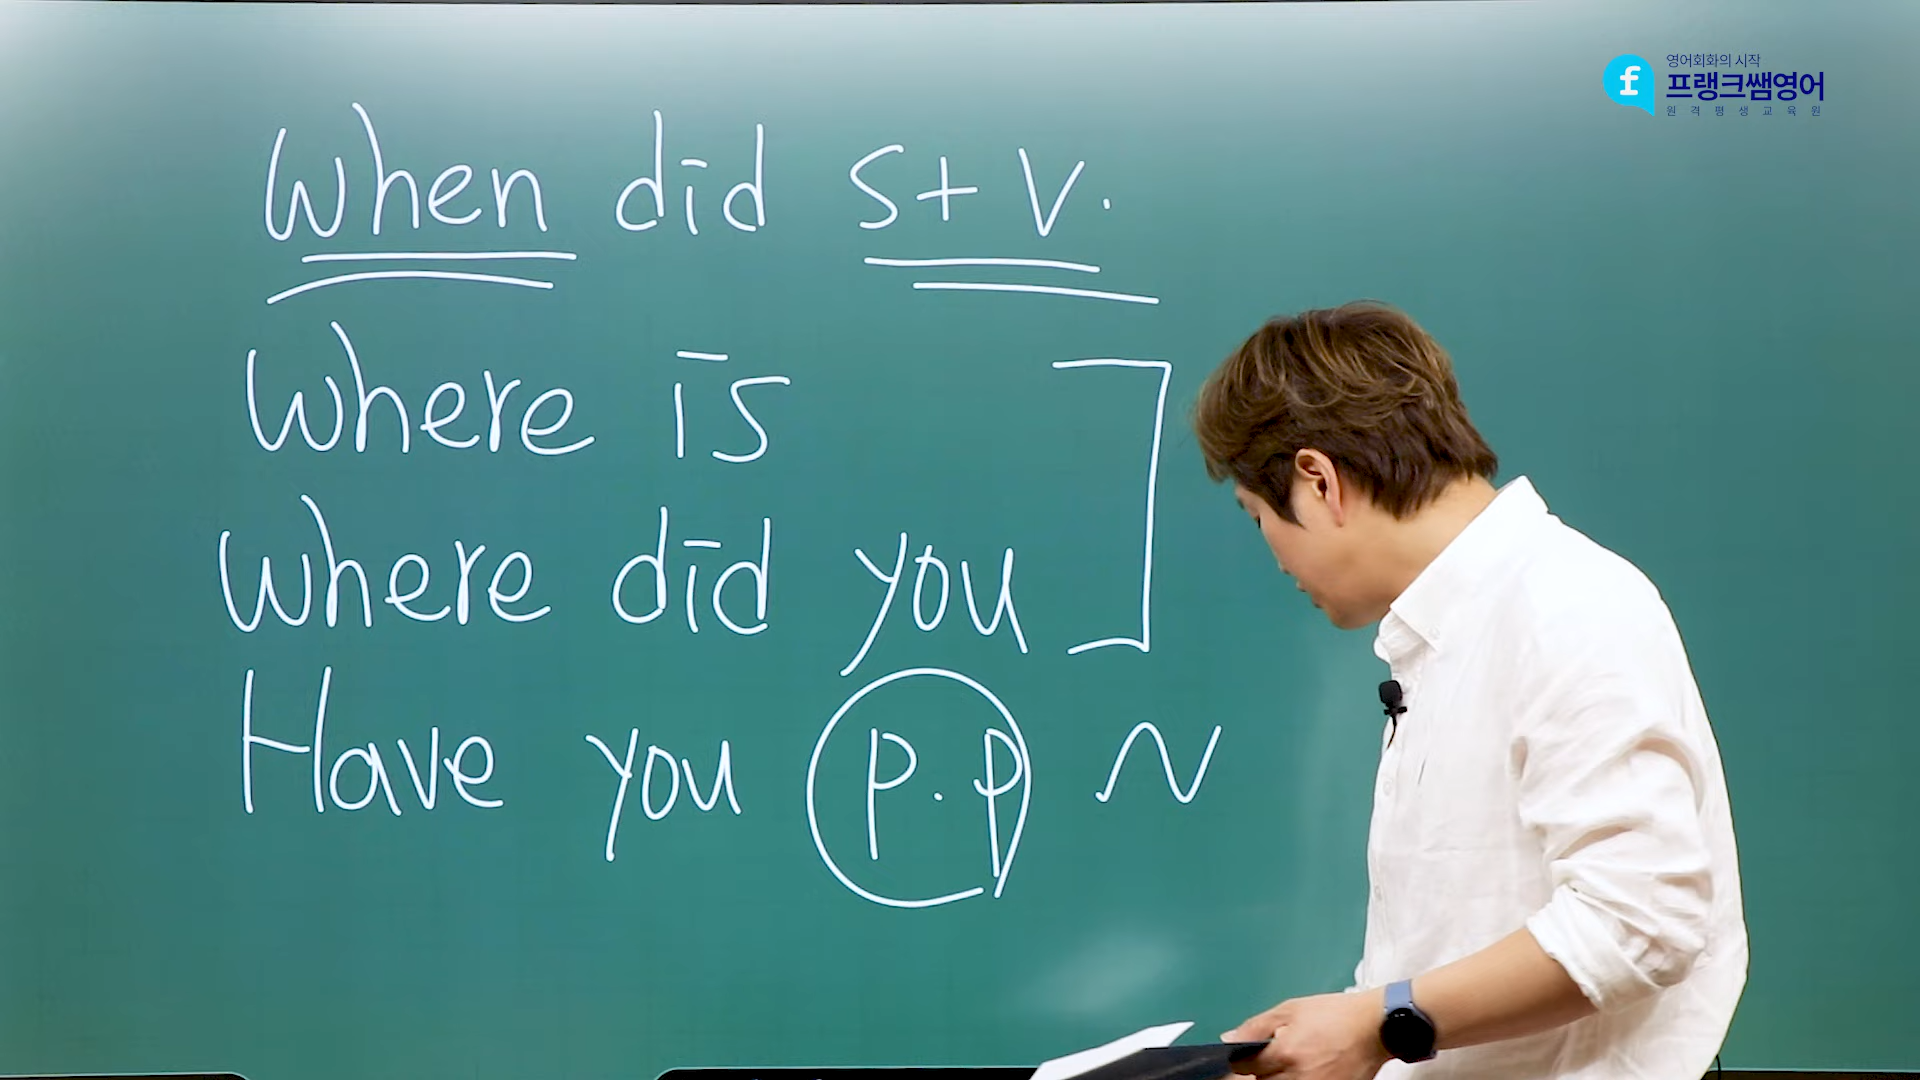 영어회화의 시작
프랭크쌤영어
원격평생교육원
When did S+ V.
Where is
Where did you
Have you p.p ~